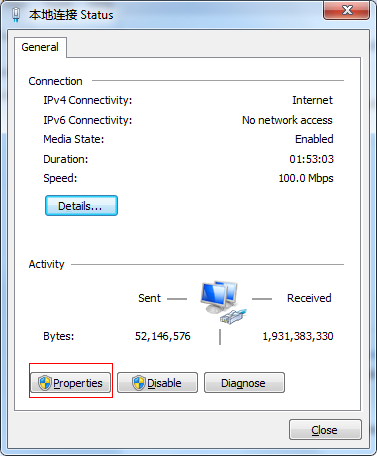 本地连接 Status
General
Connection
IPv4 Connectivity: Internet
IPv6 Connectivity: No network access
Media State: Enabled
Duration: 01:53:03
Speed: 100.0 Mbps
Details...
Activity
Sent Received
Bytes: 52,146,576 1,931,383,330
Properties Disable Diagnose
Close